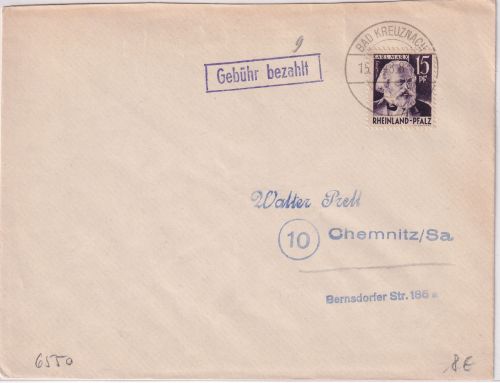 9
Gebühr bezahlt
BAD KREUZNACH
15.
KARL MARX
15
PF
RHEINLAND-PFALZ
Walter Prell
10 Chemnitz/Sa.
Bernsdorfer Str. 186 a
6550
8€